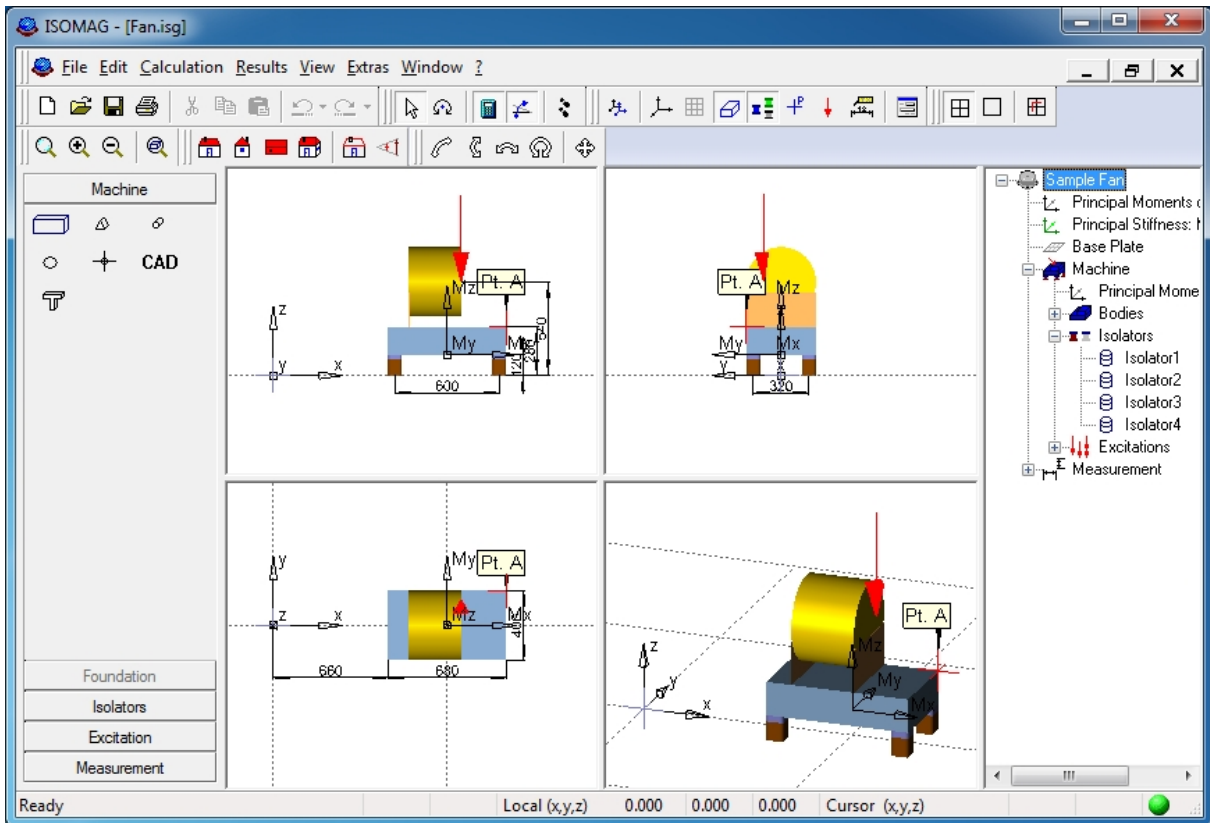 ISOMAG - [Fan.isg]
File Edit Calculation Results View Extras Window ?
Machine
CAD
Foundation
Isolators
Excitation
Measurement
Pt. A
Mz
My
z
y
x
600
120
Pt. A
Mz
My
Mx
y
320
y
My
Pt. A
z
x
Mz
Mx
660
680
Pt. A
z
Mz
y
My
x
Mx
Sample Fan
Principal Moments
Principal Stiffness:
Base Plate
Machine
Principal Mome
Bodies
Isolators
Isolator1
Isolator2
Isolator3
Isolator4
Excitations
Measurement
Ready
Local (x,y,z) 0.000 0.000 0.000 Cursor (x,y,z)